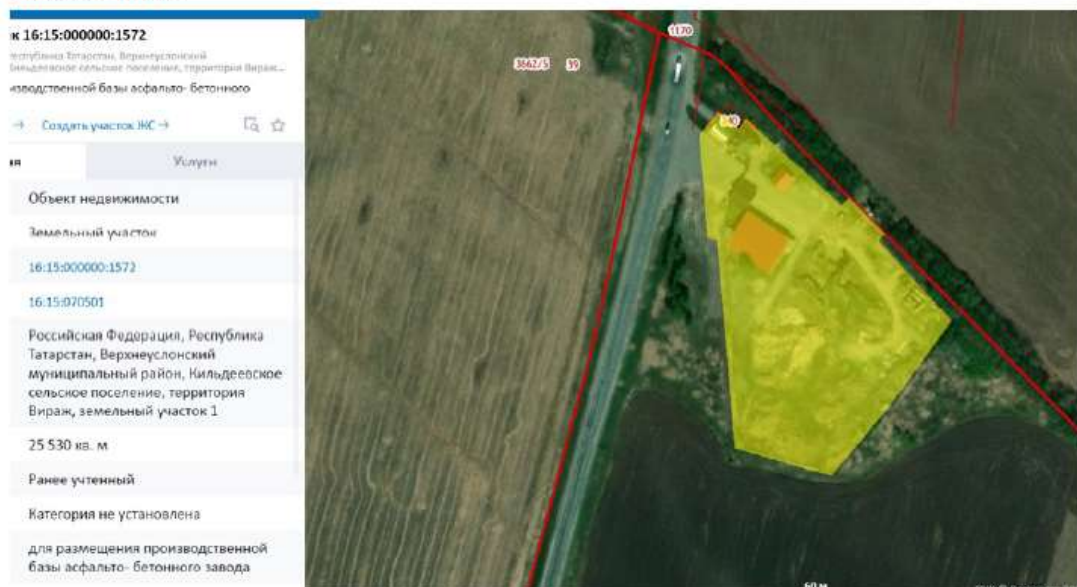 к 16:15:000000:1572
республика Татарстан, Верхнеуслонский
Кильдеевское сельское поселение, территория Вираж...
изводственной базы асфальто- бетонного
→ Создать участок ЖС →
ия
Услуги
Объект недвижимости
Земельный участок
16:15:000000:1572
16:15:070501
Российская Федерация, Республика
Татарстан, Верхнеуслонский
муниципальный район, Кильдеевское
сельское поселение, территория
Вираж, земельный участок 1
25 530 кв. м
Ранее учтенный
Категория не установлена
для размещения производственной
базы асфальто- бетонного завода
1170
3662/5 39
340
60 м